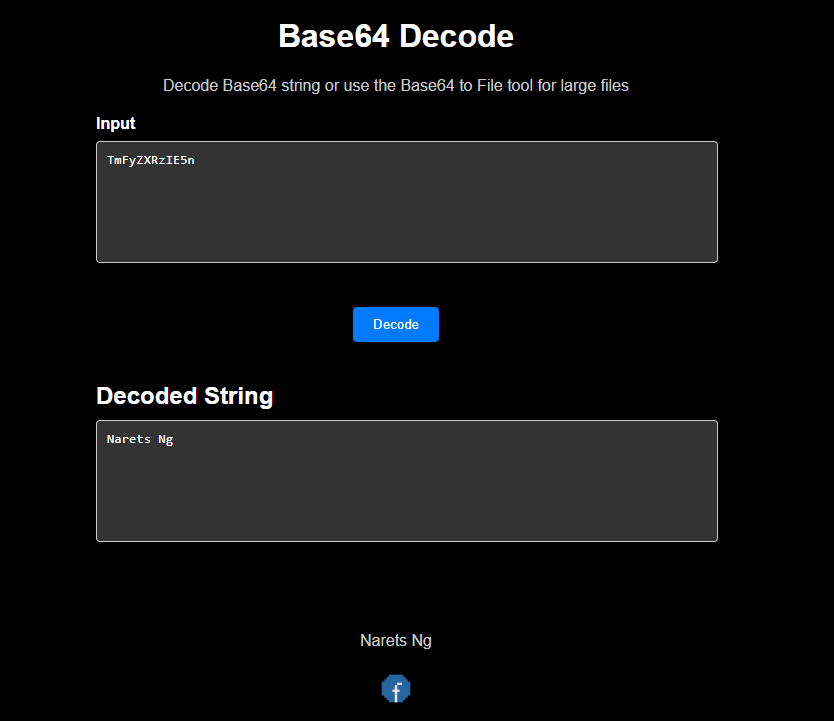 Base64 Decode
Decode Base64 string or use the Base64 to File tool for large files
Input
TmFyZXRzIE5n
Decode
Decoded String
Narets Ng
Narets Ng
f